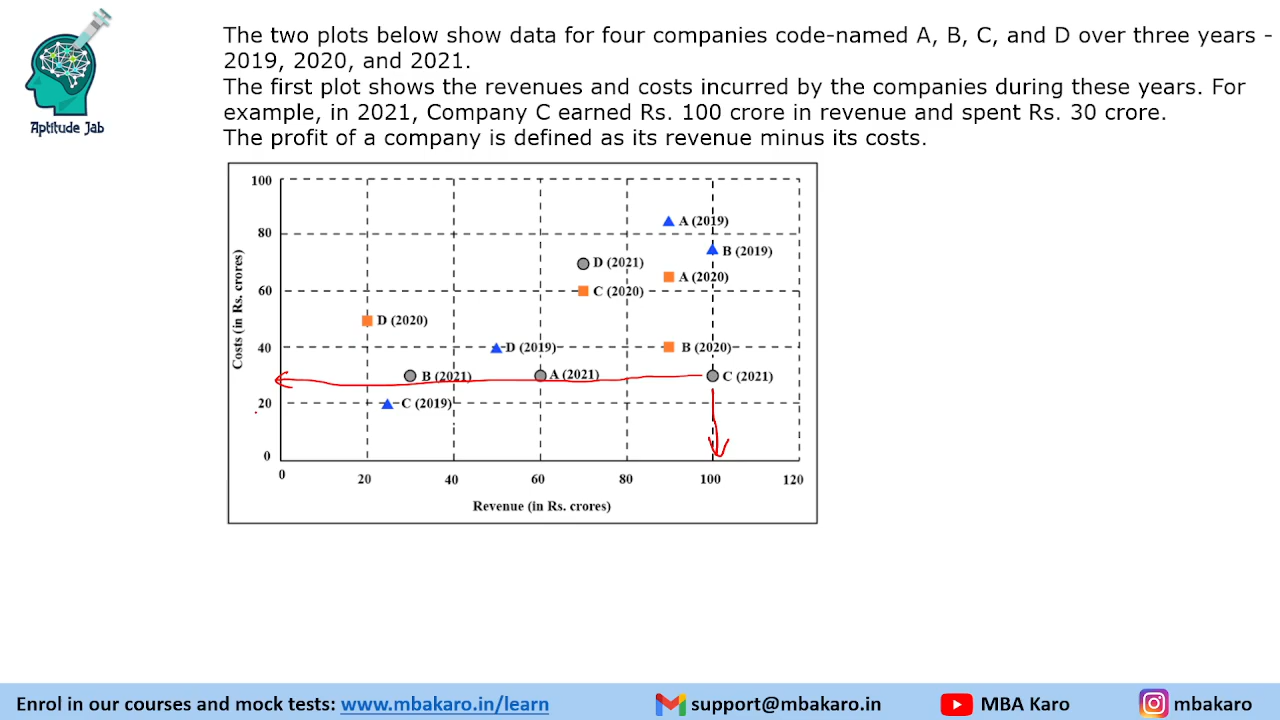 The two plots below show data for four companies code-named A, B, C, and D over three years -
2019, 2020, and 2021.
The first plot shows the revenues and costs incurred by the companies during these years. For
example, in 2021, Company C earned Rs. 100 crore in revenue and spent Rs. 30 crore.
The profit of a company is defined as its revenue minus its costs.
Aptitude Jab
100
80
60
40
20
0
Costs (in Rs. crores)
A (2019)
B (2019)
D (2021)
A (2020)
C (2020)
D (2020)
D (2019)
B (2020)
B (2021)
A (2021)
C (2021)
C (2019)
0 20 40 60 80 100 120
Revenue (in Rs. crores)
Enrol in our courses and mock tests: www.mbakaro.in/learn support@mbakaro.in MBA Karo mbakaro